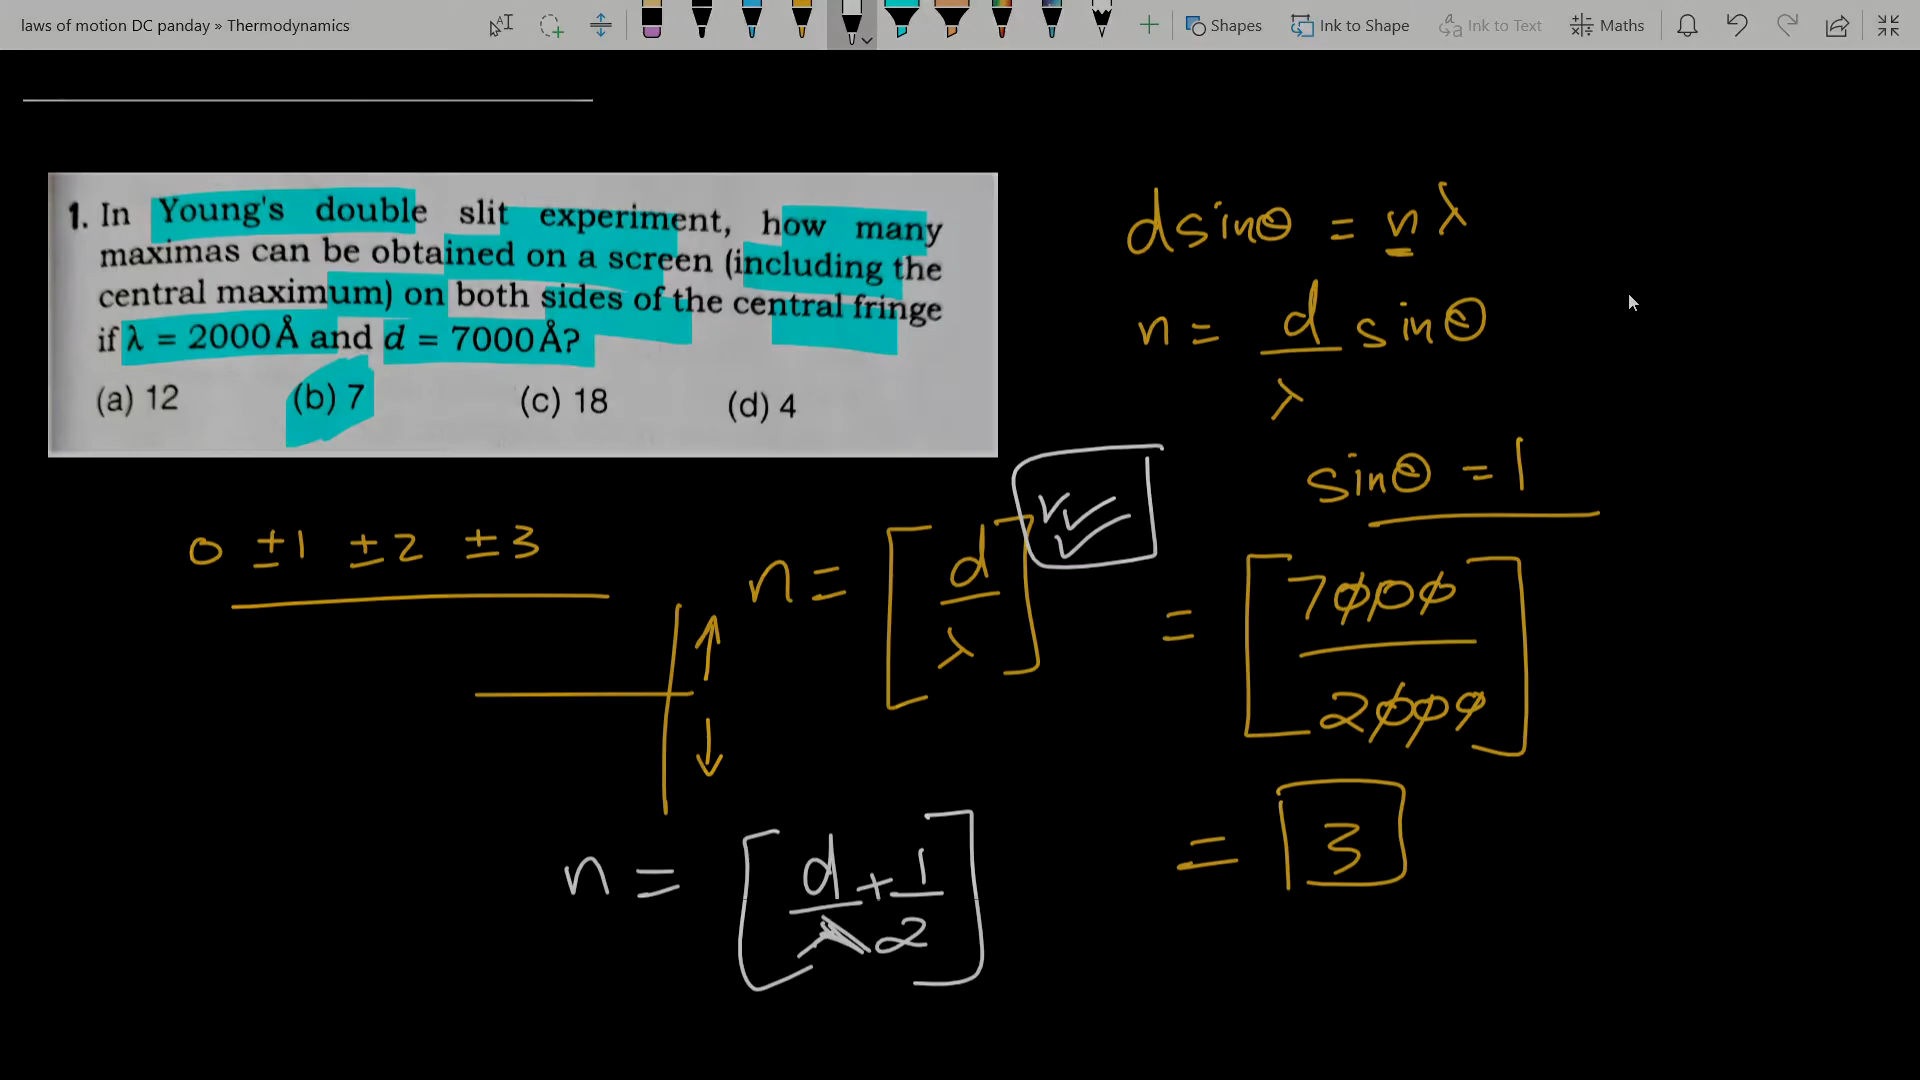 laws of motion DC panday » Thermodynamics
Shapes
Ink to Shape
Ink to Text
Maths
1. In Young's double slit experiment, how many
maximas can be obtained on a screen (including the
central maximum) on both sides of the central fringe
if λ = 2000 Å and d = 7000 Å?
(a) 12 (b) 7 (c) 18 (d) 4
dsinθ = nλ
n = d/λ sinθ
sinθ = 1
0 ±1 ±2 ±3
n = [d/λ]
= [7000/2000]
= 3
n = [d/λ + 1/2]